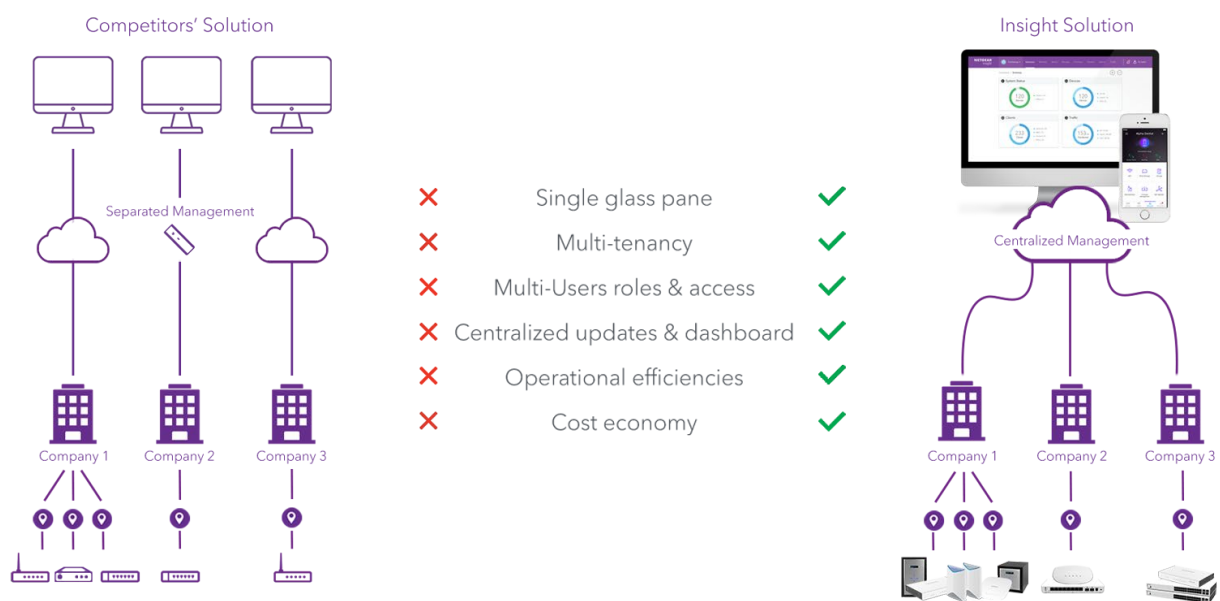 Competitors' Solution
Separated Management
Company 1
Company 2
Company 3
Single glass pane
Multi-tenancy
Multi-Users roles & access
Centralized updates & dashboard
Operational efficiencies
Cost economy
Insight Solution
NETGEAR
Centralized Management
Company 1
Company 2
Company 3